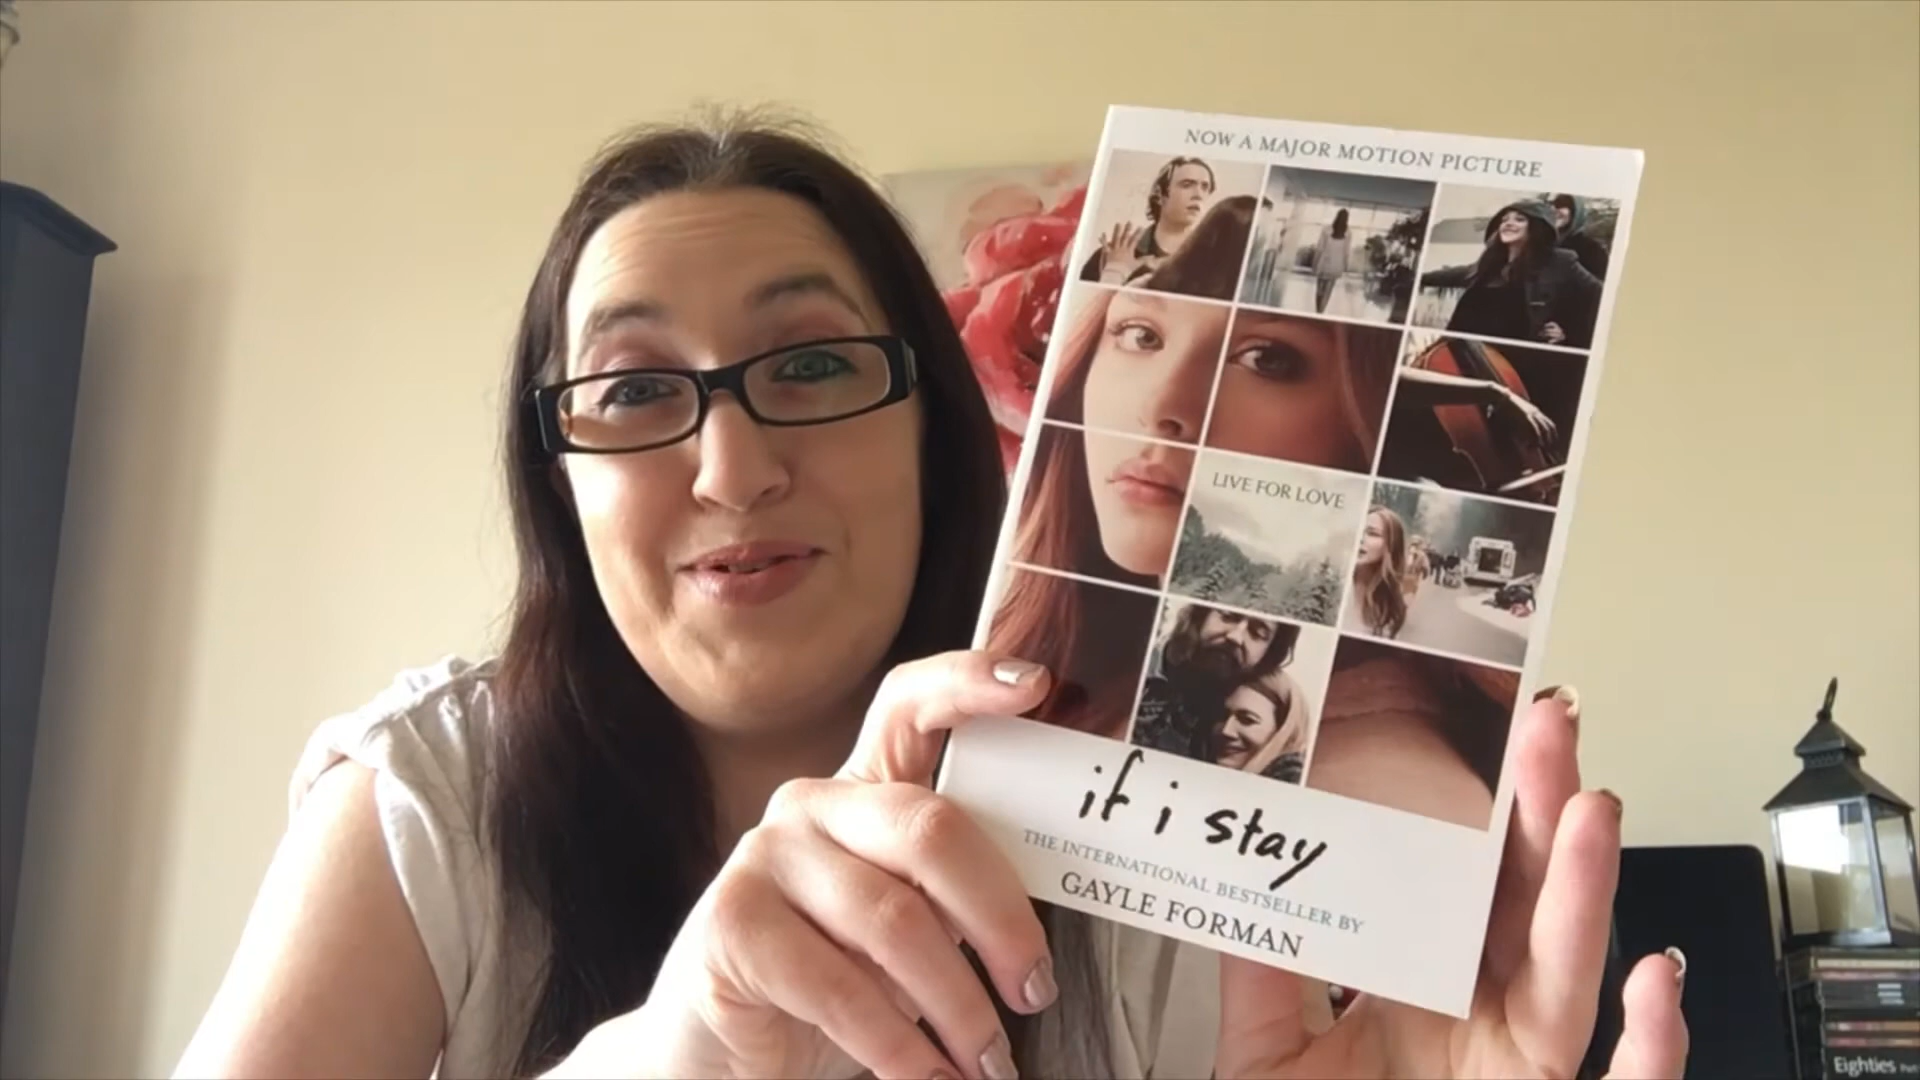 NOW A MAJOR MOTION PICTURE
LIVE FOR LOVE
if i stay
THE INTERNATIONAL BESTSELLER BY
GAYLE FORMAN
Eighties